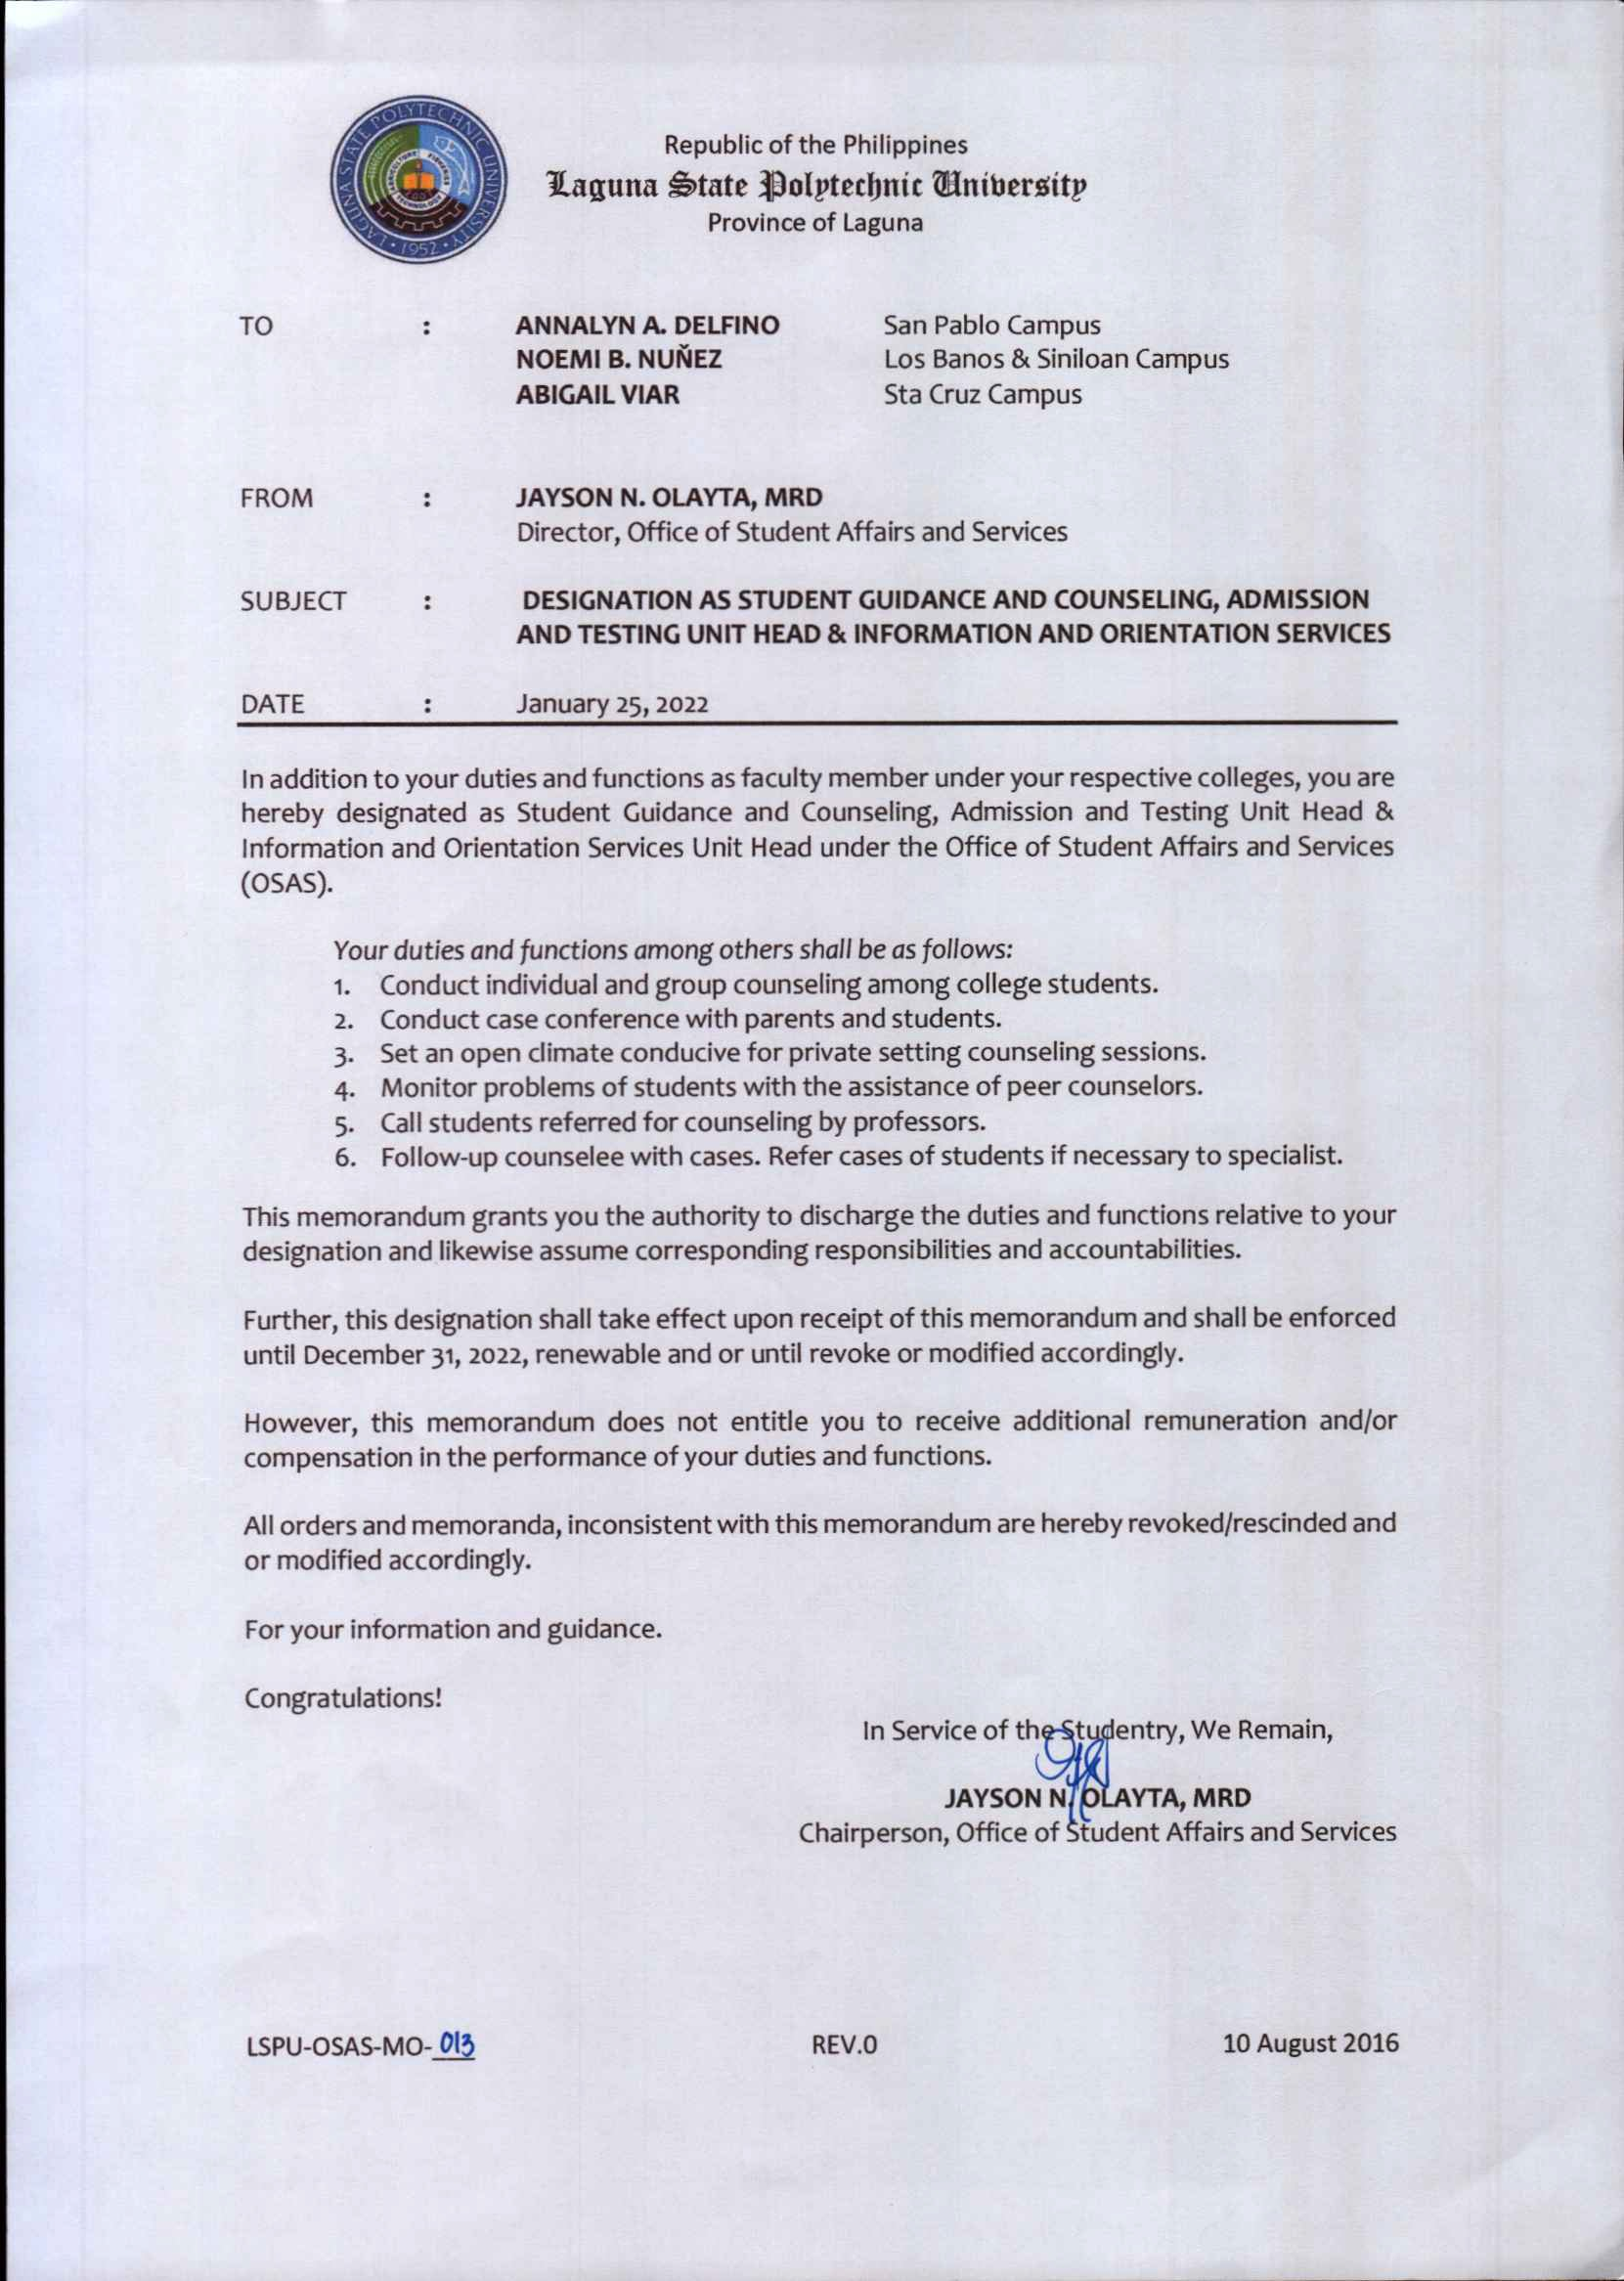 LAGUNA STATE POLYTECHNIC UNIVERSITY
• 1952 •
Republic of the Philippines
Laguna State Polytechnic University
Province of Laguna
TO : ANNALYN A. DELFINO San Pablo Campus
NOEMI B. NUŇEZ Los Banos & Siniloan Campus
ABIGAIL VIAR Sta Cruz Campus
FROM : JAYSON N. OLAYTA, MRD
Director, Office of Student Affairs and Services
SUBJECT : DESIGNATION AS STUDENT GUIDANCE AND COUNSELING, ADMISSION
AND TESTING UNIT HEAD & INFORMATION AND ORIENTATION SERVICES
DATE : January 25, 2022
In addition to your duties and functions as faculty member under your respective colleges, you are
hereby designated as Student Guidance and Counseling, Admission and Testing Unit Head &
Information and Orientation Services Unit Head under the Office of Student Affairs and Services
(OSAS).
Your duties and functions among others shall be as follows:
1. Conduct individual and group counseling among college students.
2. Conduct case conference with parents and students.
3. Set an open climate conducive for private setting counseling sessions.
4. Monitor problems of students with the assistance of peer counselors.
5. Call students referred for counseling by professors.
6. Follow-up counselee with cases. Refer cases of students if necessary to specialist.
This memorandum grants you the authority to discharge the duties and functions relative to your
designation and likewise assume corresponding responsibilities and accountabilities.
Further, this designation shall take effect upon receipt of this memorandum and shall be enforced
until December 31, 2022, renewable and or until revoke or modified accordingly.
However, this memorandum does not entitle you to receive additional remuneration and/or
compensation in the performance of your duties and functions.
All orders and memoranda, inconsistent with this memorandum are hereby revoked/rescinded and
or modified accordingly.
For your information and guidance.
Congratulations!
In Service of the Studentry, We Remain,
JAYSON N. OLAYTA, MRD
Chairperson, Office of Student Affairs and Services
LSPU-OSAS-MO- 013 REV.0 10 August 2016